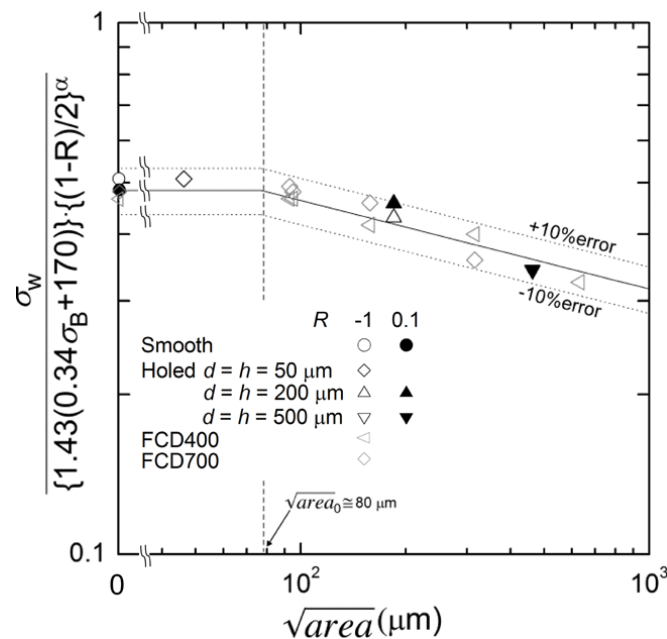 1
σw
{1.43(0.34σB+170)}·{(1-R)/2}α
+10%error
-10%error
R -1 0.1
Smooth
Holed d = h = 50 μm
d = h = 200 μm
d = h = 500 μm
FCD400
FCD700
√area0≅80 μm
0.1
0 10² 10³
√area(μm)